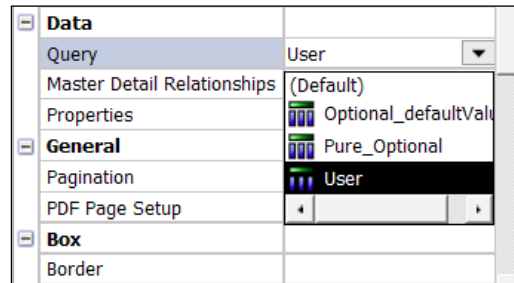 Data
Query User
Master Detail Relationships (Default)
Properties Optional_defaultValu
General Pure_Optional
Pagination User
PDF Page Setup
Box
Border